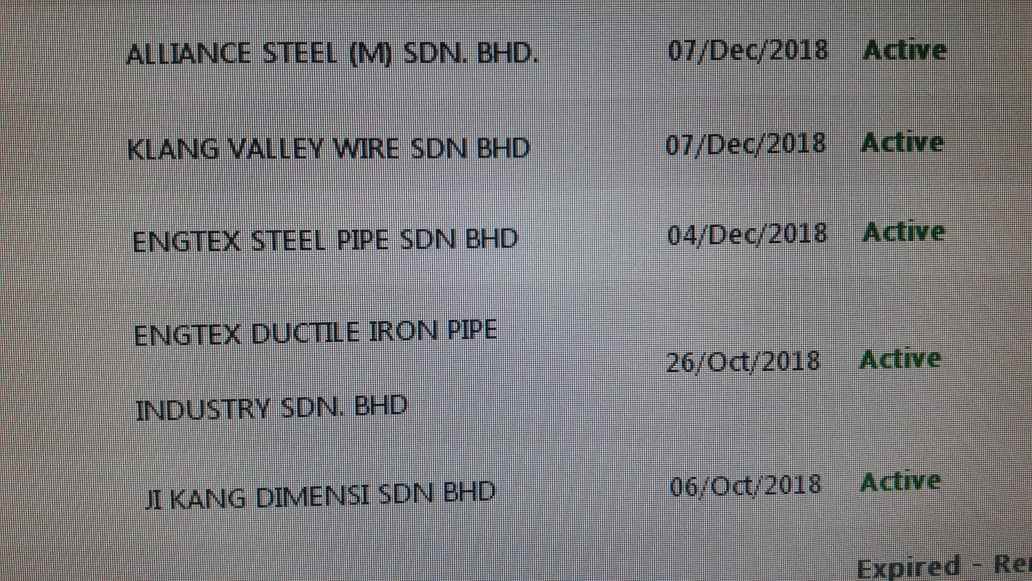 ALLIANCE STEEL (M) SDN. BHD. 07/Dec/2018 Active
KLANG VALLEY WIRE SDN BHD 07/Dec/2018 Active
ENGTEX STEEL PIPE SDN BHD 04/Dec/2018 Active
ENGTEX DUCTILE IRON PIPE
26/Oct/2018 Active
INDUSTRY SDN. BHD
JI KANG DIMENSI SDN BHD 06/Oct/2018 Active
Expired -